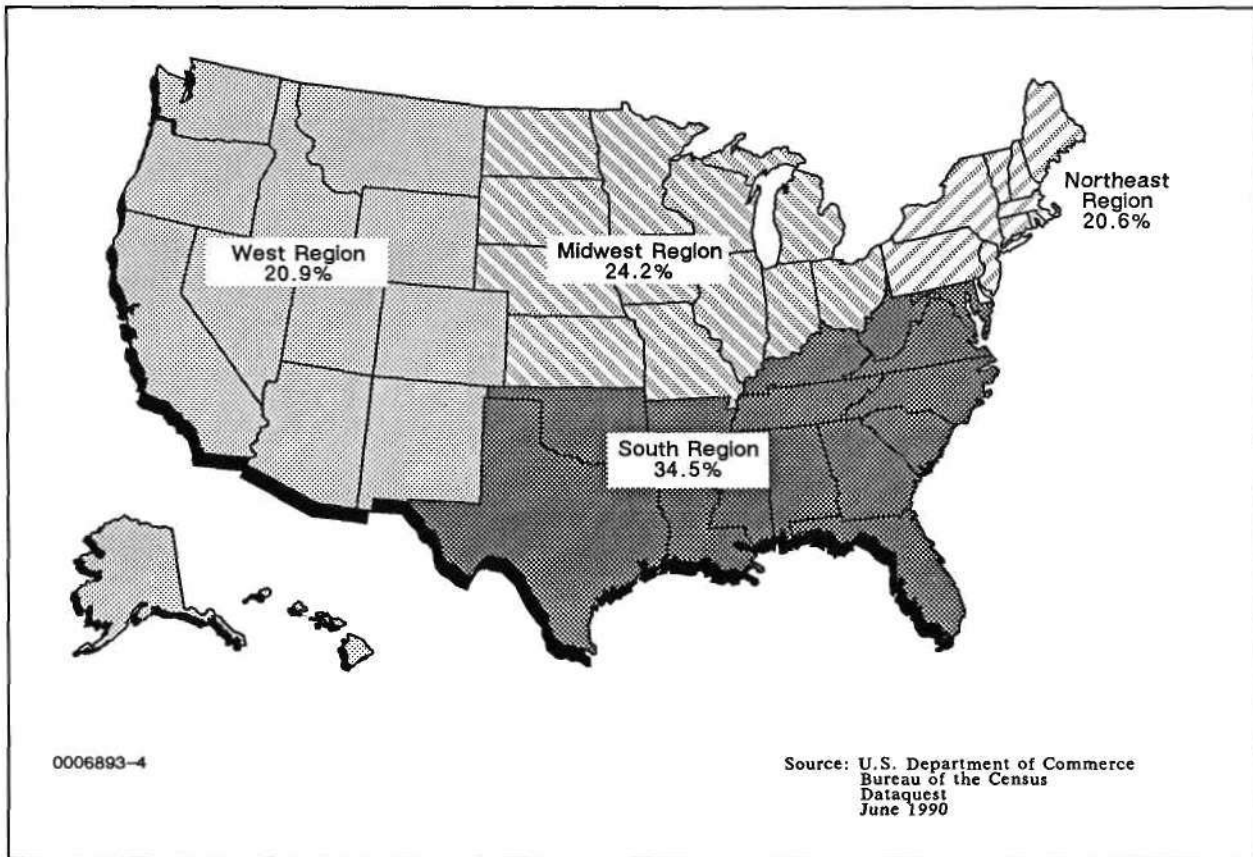 Northeast
Region
20.6%
West Region
20.9%
Midwest Region
24.2%
South Region
34.5%
0006893-4
Source: U.S. Department of Commerce
Bureau of the Census
Dataquest
June 1990